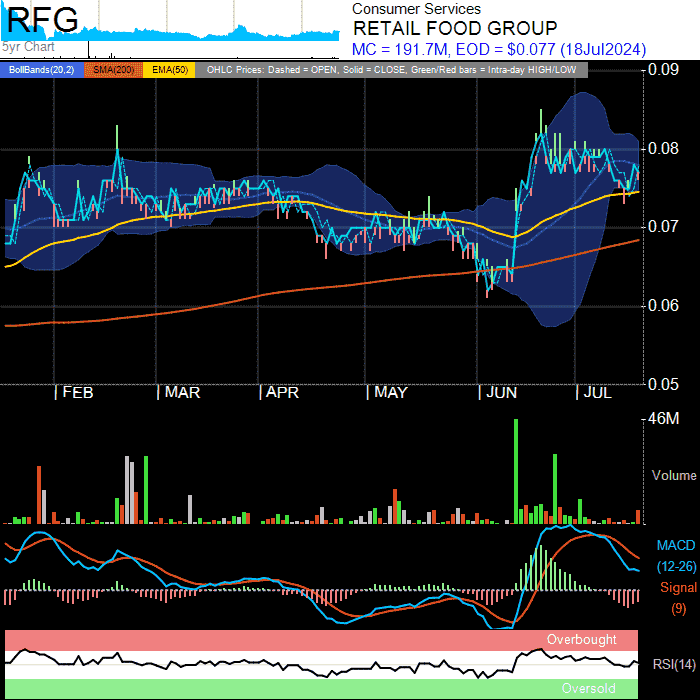 RFG
5yr Chart
Consumer Services
RETAIL FOOD GROUP
MC = 191.7M, EOD = $0.077 (18Jul2024)
BollBands(20,2) SMA(200) EMA(50) OHLC Prices: Dashed = OPEN, Solid = CLOSE, Green/Red bars = Intra-day HIGH/LOW
0.09
0.08
0.07
0.06
0.05
| FEB | MAR | APR | MAY | JUN | JUL
46M
Volume
MACD
(12-26)
Signal
(9)
Overbought
RSI(14)
Oversold